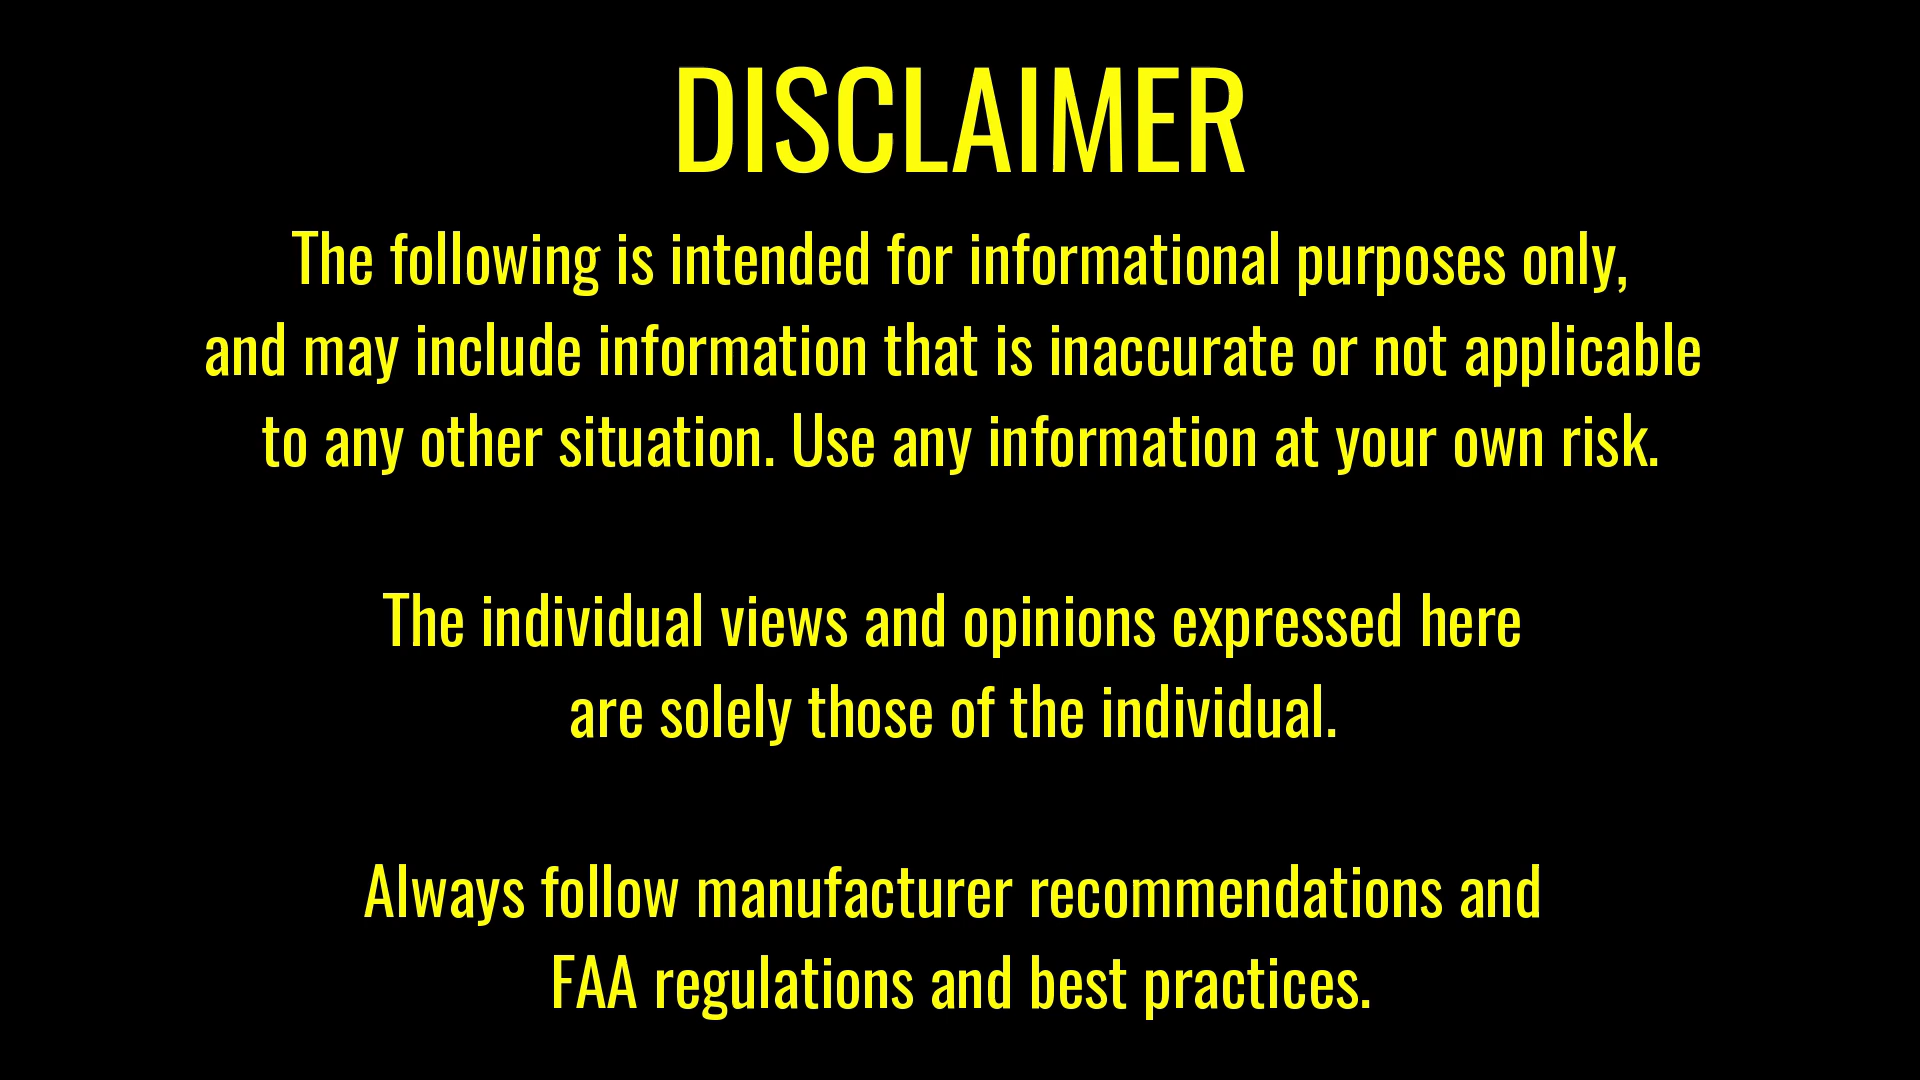 DISCLAIMER
The following is intended for informational purposes only,
and may include information that is inaccurate or not applicable
to any other situation. Use any information at your own risk.
The individual views and opinions expressed here
are solely those of the individual.
Always follow manufacturer recommendations and
FAA regulations and best practices.